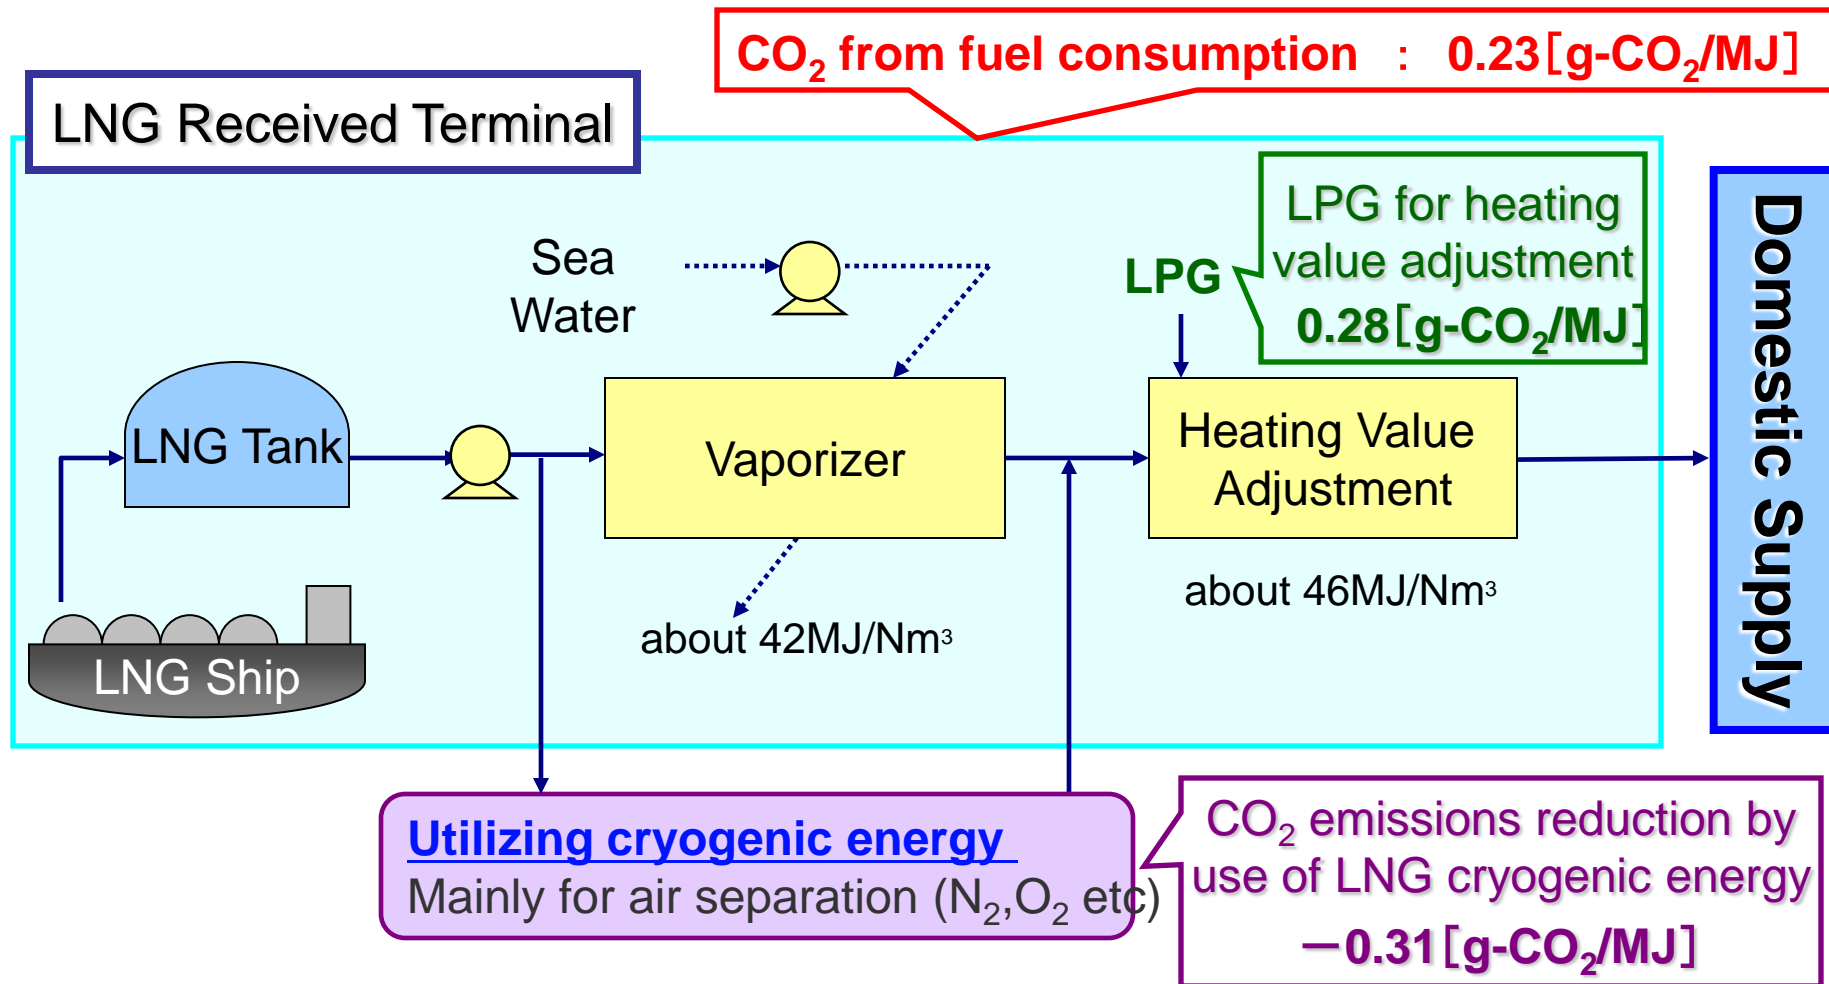 CO₂ from fuel consumption : 0.23[g-CO₂/MJ]
LNG Received Terminal
LPG for heating
value adjustment
0.28[g-CO₂/MJ]
Sea
Water
LPG
LNG Tank
Vaporizer
Heating Value
Adjustment
Domestic Supply
about 46MJ/Nm³
about 42MJ/Nm³
LNG Ship
Utilizing cryogenic energy
Mainly for air separation (N₂,O₂ etc)
CO₂ emissions reduction by
use of LNG cryogenic energy
−0.31[g-CO₂/MJ]